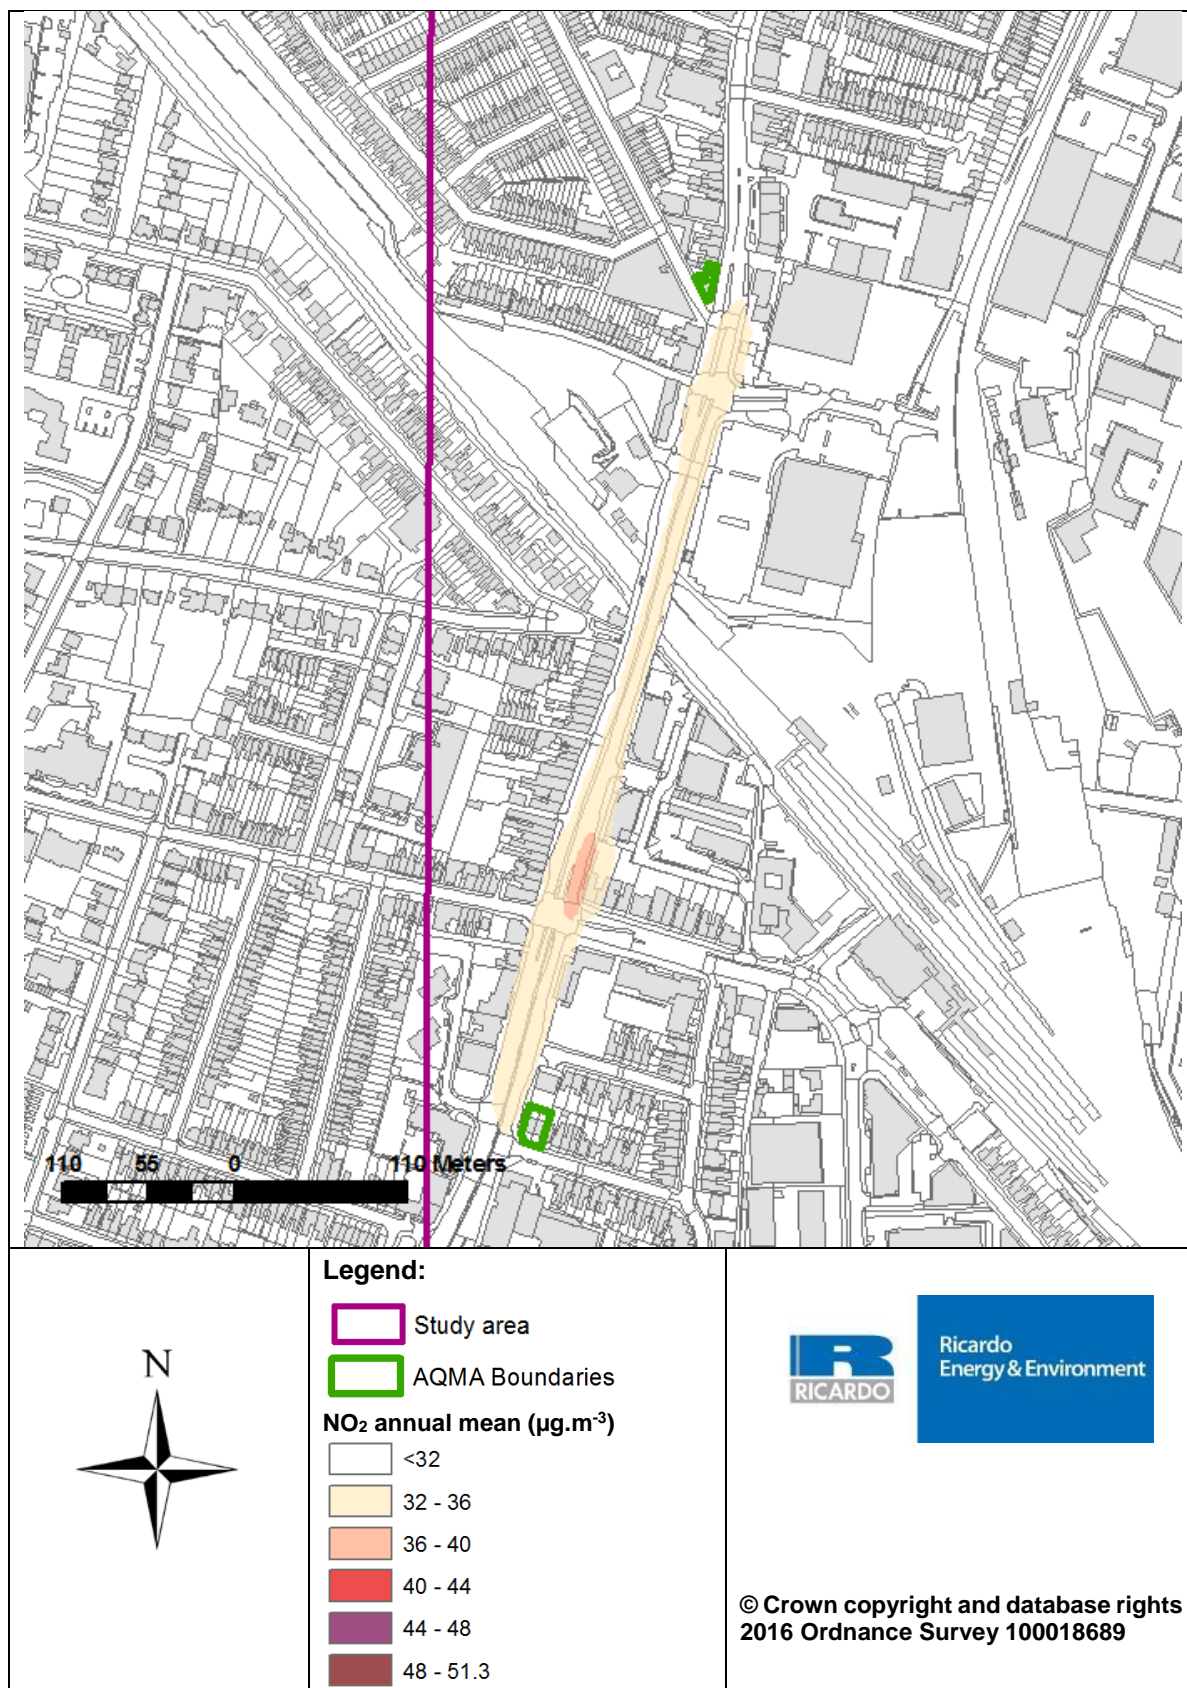 110 55 0 110 Meters
N
Legend:
Study area
AQMA Boundaries
NO2 annual mean (µg.m-3)
<32
32 - 36
36 - 40
40 - 44
44 - 48
48 - 51.3
RICARDO
Ricardo
Energy & Environment
© Crown copyright and database rights
2016 Ordnance Survey 100018689